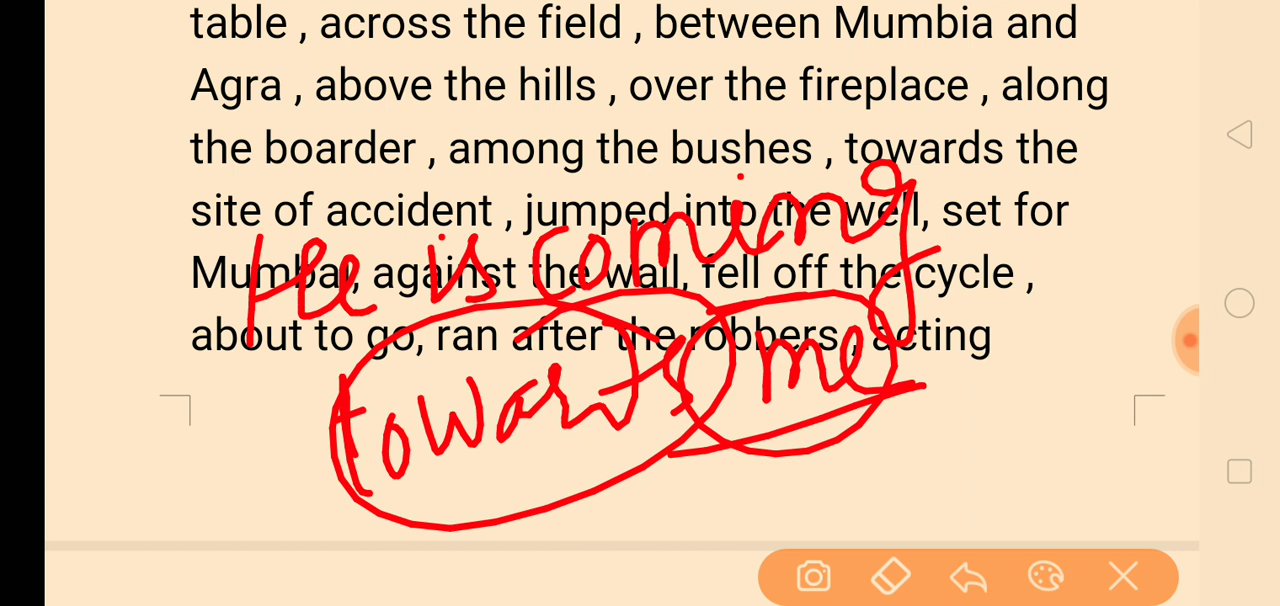 table , across the field , between Mumbia and
Agra , above the hills , over the fireplace , along
the boarder , among the bushes , towards the
site of accident , jumped into the well, set for
He is coming
Mumbai, against the wall, fell off the cycle ,
about to go, ran after the robbers , acting
towards me